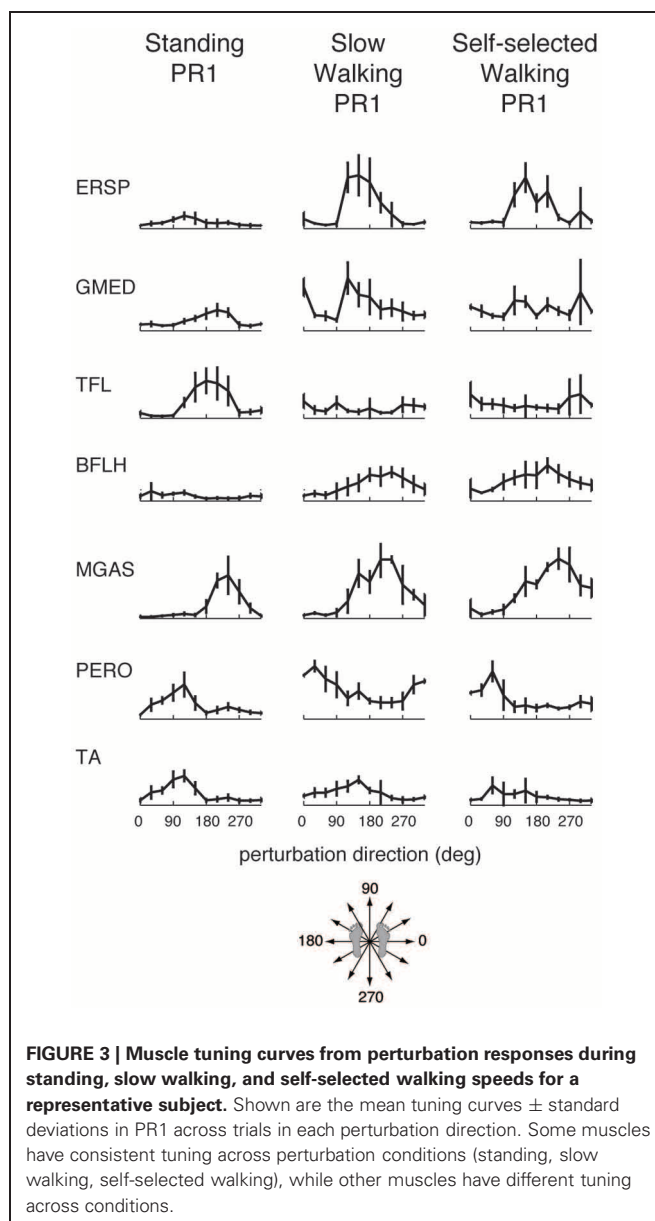 Standing
PR1
Slow
Walking
PR1
Self-selected
Walking
PR1
ERSP
GMED
TFL
BFLH
MGAS
PERO
TA
0 90 180 270 0 90 180 270 0 90 180 270
perturbation direction (deg)
90
180 0
270
FIGURE 3 | Muscle tuning curves from perturbation responses during
standing, slow walking, and self-selected walking speeds for a
representative subject. Shown are the mean tuning curves ± standard
deviations in PR1 across trials in each perturbation direction. Some muscles
have consistent tuning across perturbation conditions (standing, slow
walking, self-selected walking), while other muscles have different tuning
across conditions.